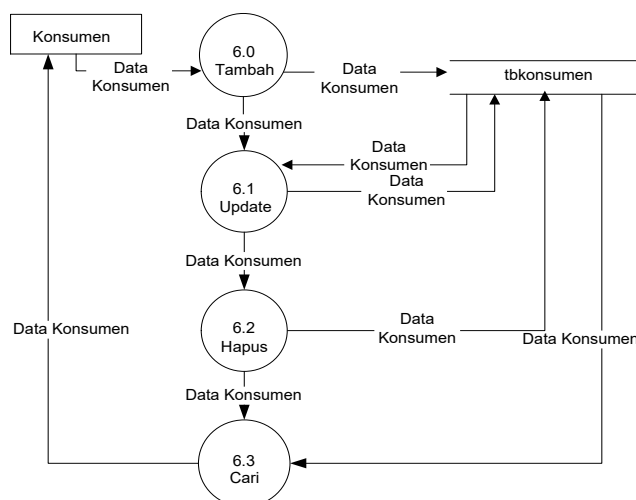 Konsumen
Data
Konsumen
6.0
Tambah
Data
Konsumen
tbkonsumen
Data Konsumen
Data
Konsumen
6.1
Update
Data
Konsumen
Data Konsumen
6.2
Hapus
Data
Konsumen
Data Konsumen
Data Konsumen
Data Konsumen
6.3
Cari